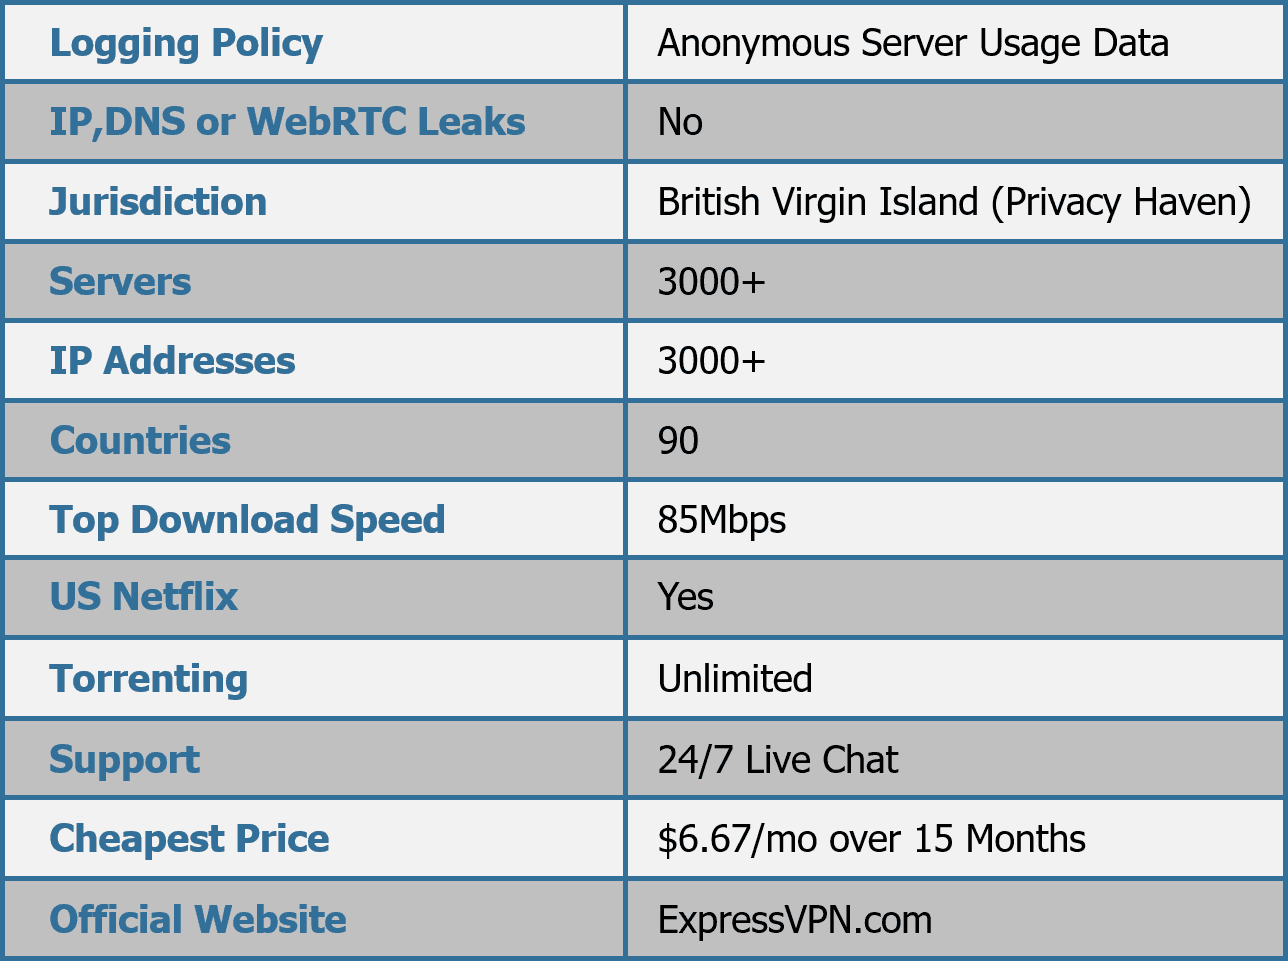 Logging Policy Anonymous Server Usage Data
IP,DNS or WebRTC Leaks No
Jurisdiction British Virgin Island (Privacy Haven)
Servers 3000+
IP Addresses 3000+
Countries 90
Top Download Speed 85Mbps
US Netflix Yes
Torrenting Unlimited
Support 24/7 Live Chat
Cheapest Price $6.67/mo over 15 Months
Official Website ExpressVPN.com